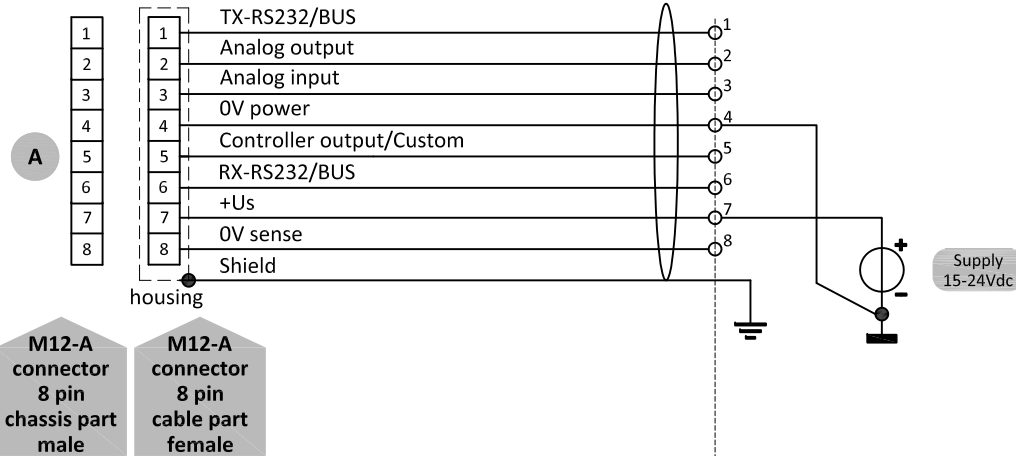 1 1 TX-RS232/BUS 1
2 2 Analog output 2
3 3 Analog input 3
4 4 0V power 4
A 5 5 Controller output/Custom 5
6 6 RX-RS232/BUS 6
7 7 +Us 7
8 8 0V sense 8
Shield
housing
+
-
Supply
15-24Vdc
M12-A
connector
8 pin
chassis part
male
M12-A
connector
8 pin
cable part
female